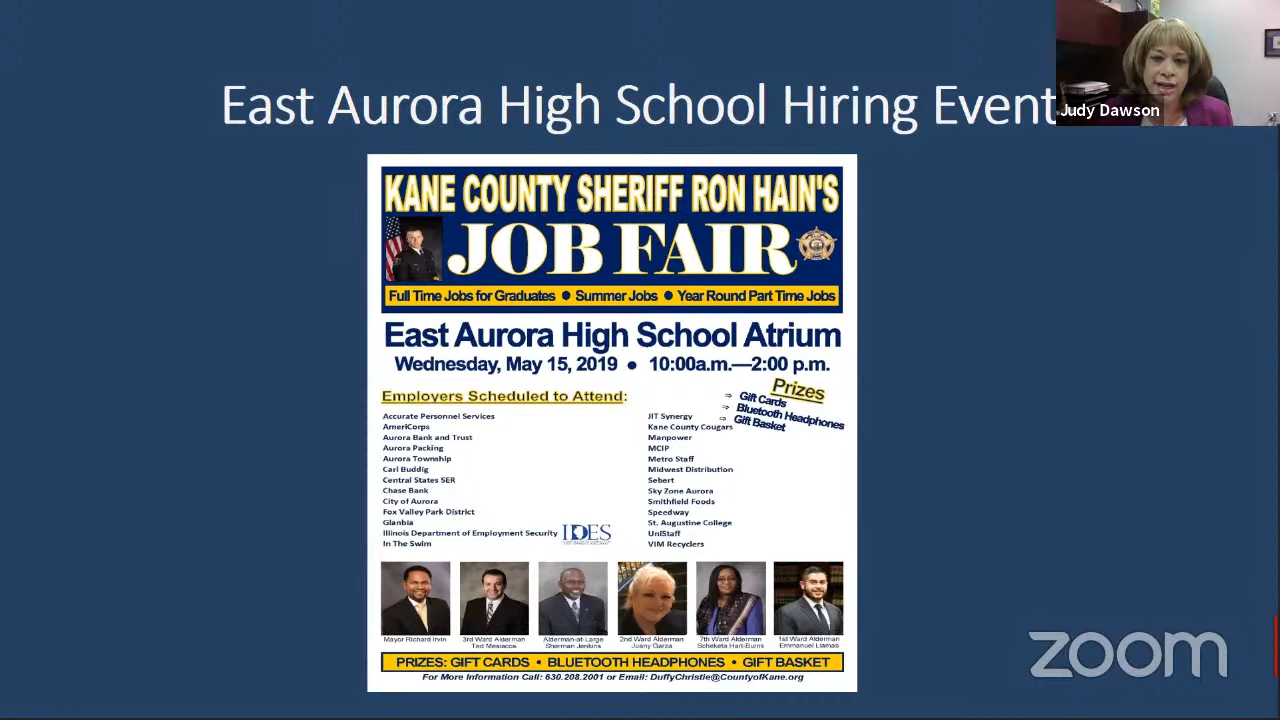 East Aurora High School Hiring Event
Judy Dawson
KANE COUNTY SHERIFF RON HAIN'S
JOB FAIR
Full Time Jobs for Graduates ● Summer Jobs ● Year Round Part Time Jobs
East Aurora High School Atrium
Wednesday, May 15, 2019 ● 10:00a.m.—2:00 p.m.
Employers Scheduled to Attend:
Prizes
⇨ Gift Cards
⇨ Bluetooth Headphones
⇨ Gift Basket
Accurate Personnel Services
AmeriCorps
Aurora Bank and Trust
Aurora Packing
Aurora Township
Carl Buddig
Central States SER
Chase Bank
City of Aurora
Fox Valley Park District
Glanbia
Illinois Department of Employment Security
In The Swim
IDES
JIT Synergy
Kane County Cougars
Manpower
MCIP
Metro Staff
Midwest Distribution
Sebert
Sky Zone Aurora
Smithfield Foods
Speedway
St. Augustine College
UniStaff
VIM Recyclers
Mayor Richard Irvin
3rd Ward Alderman
Ted Mesiacos
Alderman-at-Large
Sherman Jenkins
2nd Ward Alderman
Juany Garza
7th Ward Alderman
Scheketa Hart-Burns
1st Ward Alderman
Emmanuel Llamas
PRIZES: GIFT CARDS • BLUETOOTH HEADPHONES • GIFT BASKET
For More Information Call: 630.208.2001 or Email: DuffyChristie@CountyofKane.org
zoom